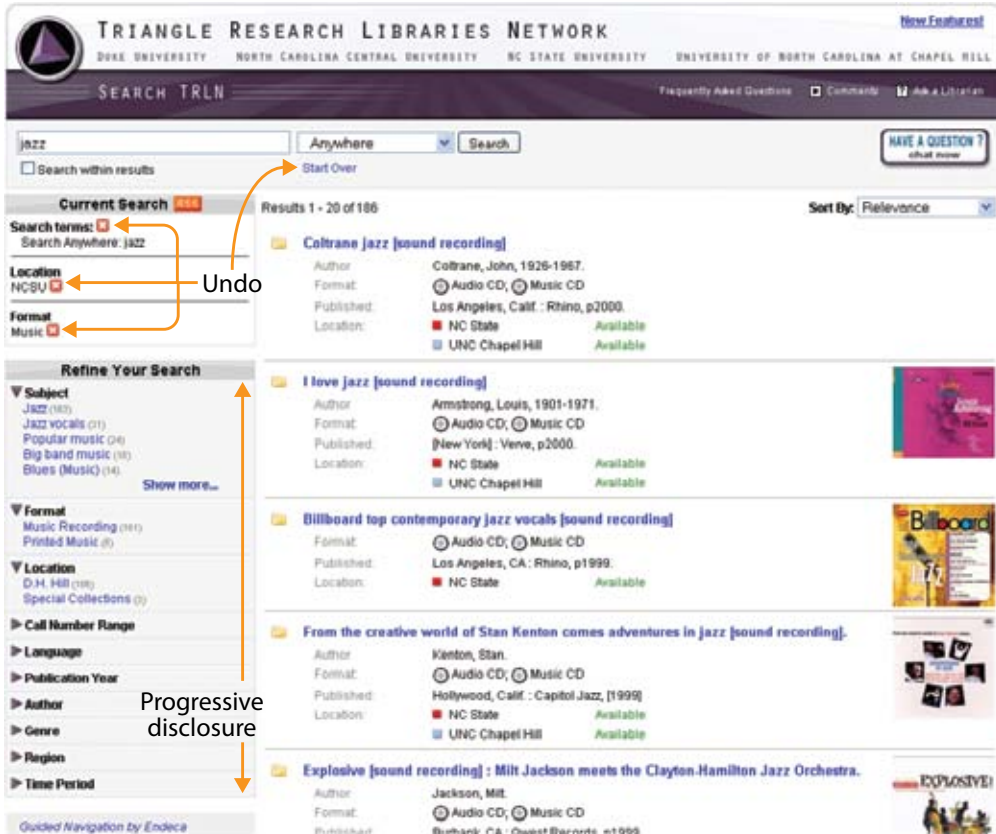 New Features!
TRIANGLE RESEARCH LIBRARIES NETWORK
DUKE UNIVERSITY NORTH CAROLINA CENTRAL UNIVERSITY NC STATE UNIVERSITY UNIVERSITY OF NORTH CAROLINA AT CHAPEL HILL
SEARCH TRLN
Frequently Asked Questions Comments Ask a Librarian
jazz Anywhere Search
HAVE A QUESTION?
chat now
Search within results Start Over
Current Search RSS
Search terms:
Search Anywhere: jazz
Location
NCSU
Format
Music
Undo
Results 1 - 20 of 186 Sort By: Relevance
Coltrane jazz [sound recording]
Author Coltrane, John, 1926-1967.
Format Audio CD; Music CD
Published: Los Angeles, Calif. : Rhino, p2000.
Location: NC State Available
UNC Chapel Hill Available
Refine Your Search
Subject
Jazz
Jazz vocals (31)
Popular music (24)
Big band music
Blues (Music) (14)
Show more...
Format
Music Recording
Printed Music
Location
D.H. Hill
Special Collections
Call Number Range
Language
Publication Year
Author
Genre
Region
Time Period
Progressive
disclosure
Guided Navigation by Endeca
I love jazz [sound recording]
Author Armstrong, Louis, 1901-1971.
Format Audio CD; Music CD
Published: [New York] : Verve, p2000.
Location: NC State Available
UNC Chapel Hill Available
Billboard top contemporary jazz vocals [sound recording]
Format Audio CD; Music CD
Published: Los Angeles, CA : Rhino, p1999.
Location: NC State Available
Billboard
JAZZ
From the creative world of Stan Kenton comes adventures in jazz [sound recording].
Author Kenton, Stan.
Format Audio CD; Music CD
Published: Hollywood, Calif. : Capitol Jazz, [1999]
Location: NC State Available
UNC Chapel Hill Available
Explosive [sound recording] : Milt Jackson meets the Clayton-Hamilton Jazz Orchestra.
Author Jackson, Milt.
Format Audio CD; Music CD
Published: Burbank, CA : Qwest Records, p1999.
EXPLOSIVE!